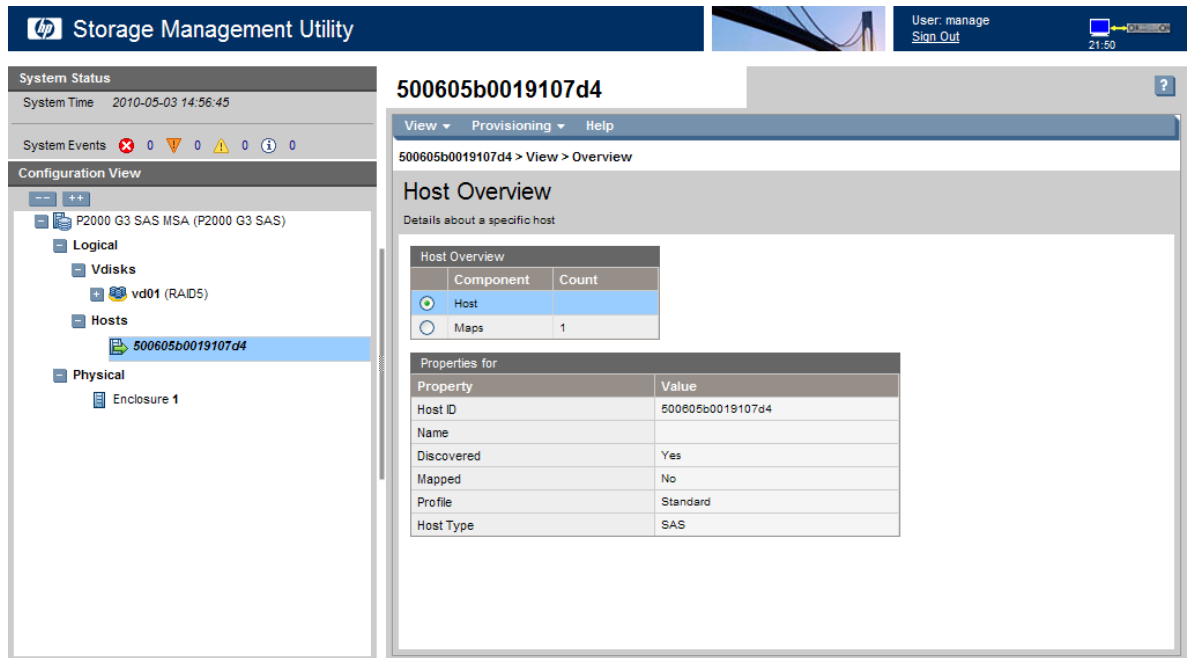 hp Storage Management Utility
User: manage
Sign Out
21:50
System Status
System Time 2010-05-03 14:56:45
System Events 0 0 0 0
Configuration View
-- ++
P2000 G3 SAS MSA (P2000 G3 SAS)
Logical
Vdisks
vd01 (RAID5)
Hosts
500605b0019107d4
Physical
Enclosure 1
500605b0019107d4
?
View Provisioning Help
500605b0019107d4 > View > Overview
Host Overview
Details about a specific host
Host Overview
Component Count
Host
Maps 1
Properties for
Property Value
Host ID 500605b0019107d4
Name
Discovered Yes
Mapped No
Profile Standard
Host Type SAS